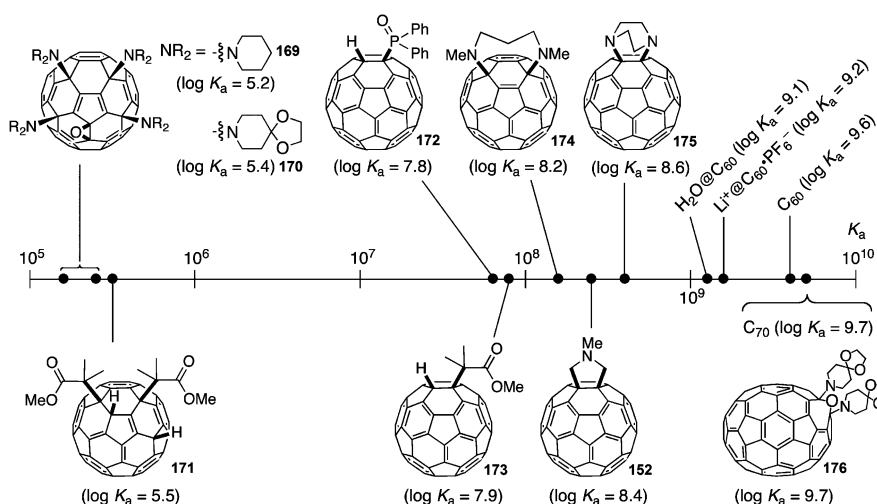 NR2 NR2
NR2 = -N 169
(log Ka = 5.2)
R2N NR2
O
-N O O
(log Ka = 5.4) 170
H O P Ph Ph
172
(log Ka = 7.8)
MeN NMe
174
(log Ka = 8.2)
N N
175
(log Ka = 8.6)
H2O@C60 (log Ka = 9.1)
Li+@C60•PF6− (log Ka = 9.2)
C60 (log Ka = 9.6)
Ka
10^5 10^6 10^7 10^8 10^9 10^10
C70 (log Ka = 9.7)
O MeO O OMe
H
H
171
(log Ka = 5.5)
H O OMe
173
(log Ka = 7.9)
Me
N
152
(log Ka = 8.4)
O O
N O N O
O
176
(log Ka = 9.7)